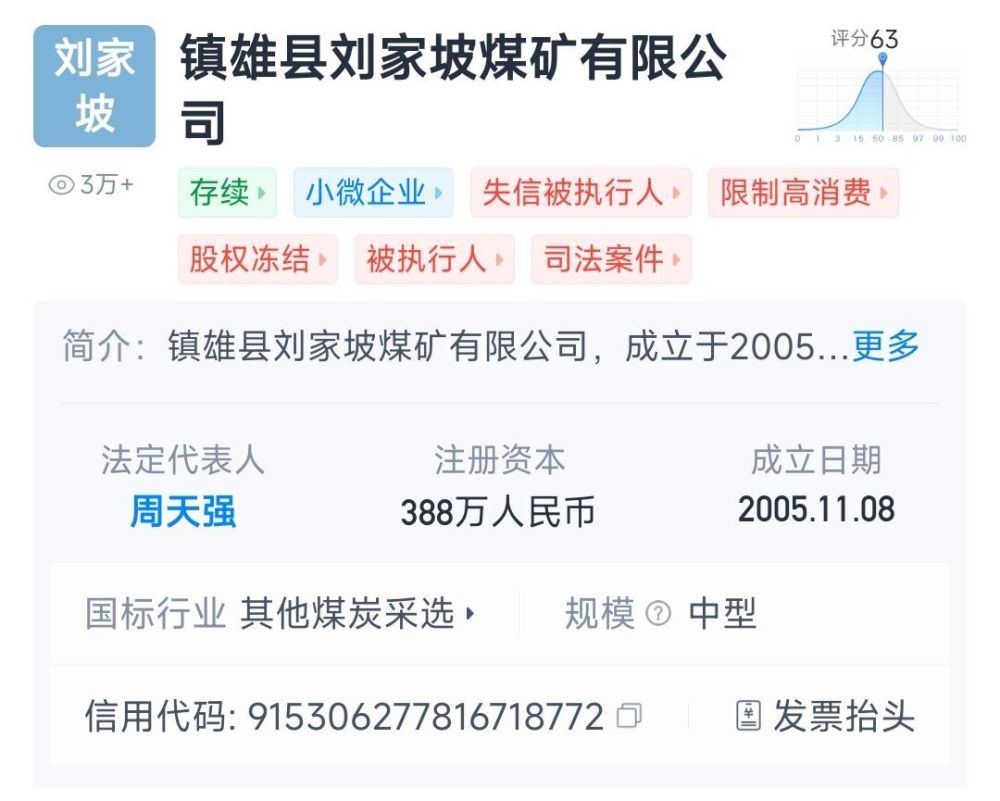 刘家
坡
镇雄县刘家坡煤矿有限公
司
评分63
0 1 3 15 50 85 97 99 100
3万+
存续 小微企业 失信被执行人 限制高消费
股权冻结 被执行人 司法案件
简介：镇雄县刘家坡煤矿有限公司，成立于2005...更多
法定代表人 注册资本 成立日期
周天强 388万人民币 2005.11.08
国标行业 其他煤炭采选 规模 ? 中型
信用代码: 915306277816718772 发票抬头